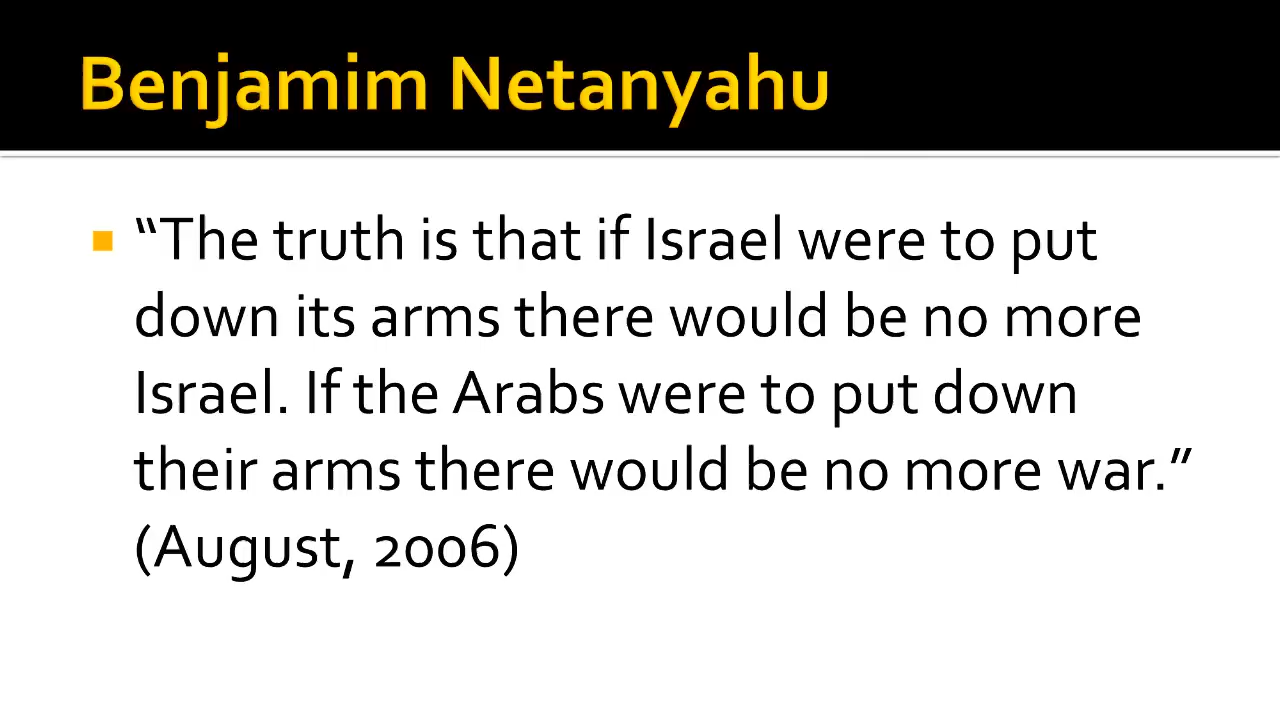 Benjamim Netanyahu
“The truth is that if Israel were to put
down its arms there would be no more
Israel. If the Arabs were to put down
their arms there would be no more war.”
(August, 2006)